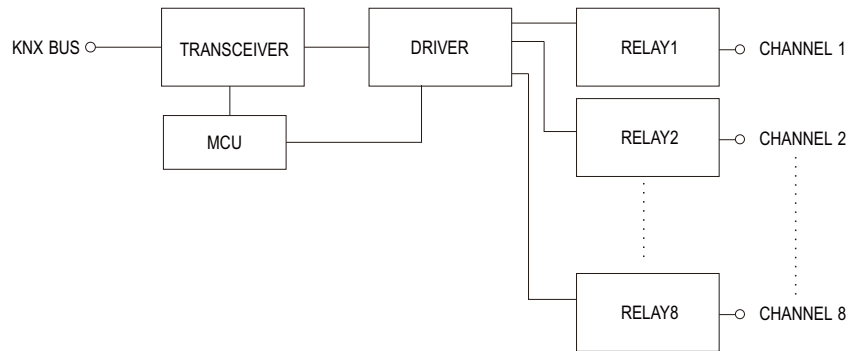 KNX BUS
TRANSCEIVER
DRIVER
RELAY1
CHANNEL 1
MCU
RELAY2
CHANNEL 2
RELAY8
CHANNEL 8